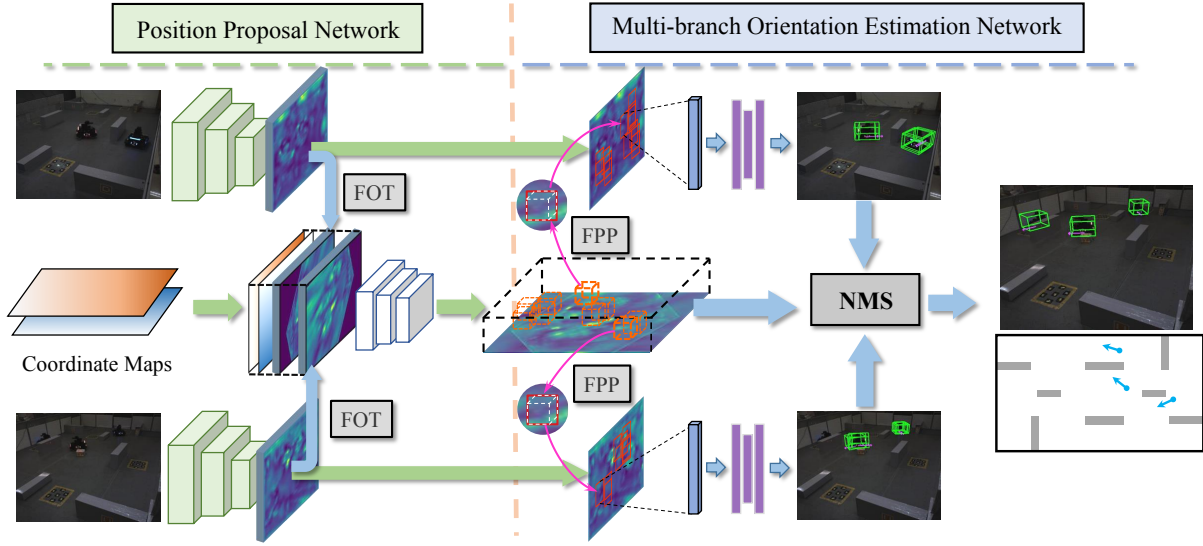 Position Proposal Network
Multi-branch Orientation Estimation Network
FOT
FPP
NMS
Coordinate Maps
FPP
FOT